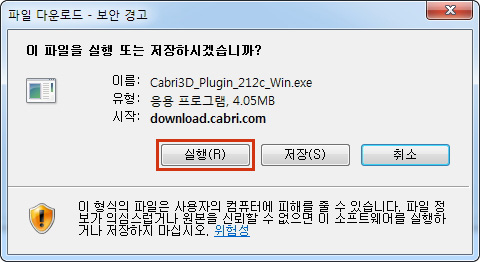 파일 다운로드 - 보안 경고
이 파일을 실행 또는 저장하시겠습니까?
이름: Cabri3D_Plugin_212c_Win.exe
유형: 응용 프로그램, 4.05MB
시작: download.cabri.com
실행(R) 저장(S) 취소
이 형식의 파일은 사용자의 컴퓨터에 피해를 줄 수 있습니다. 파일 정
보가 의심스럽거나 원본을 신뢰할 수 없으면 이 소프트웨어를 실행하
거나 저장하지 마십시오. 위험성